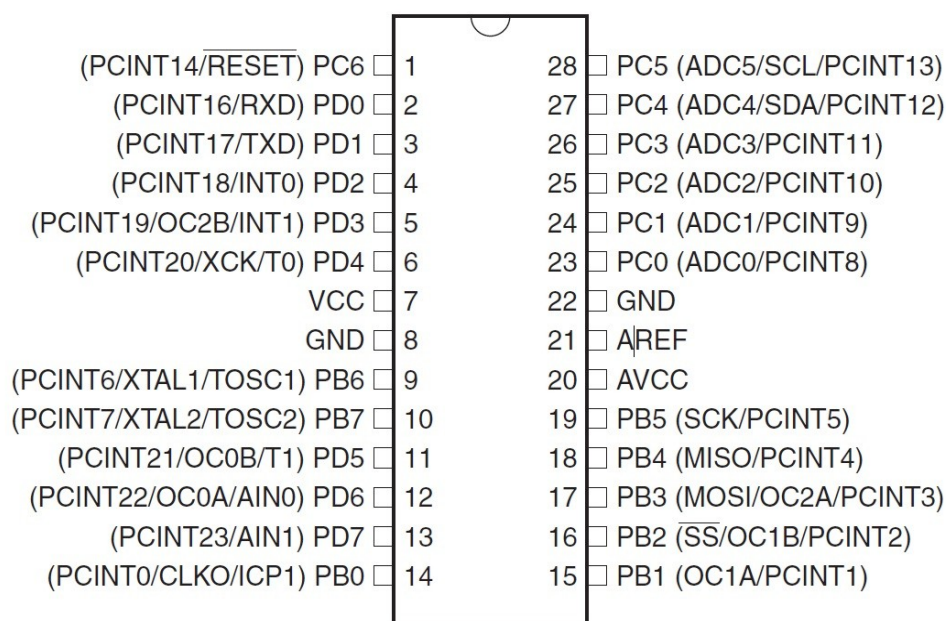 (PCINT14/RESET) PC6 1 28 PC5 (ADC5/SCL/PCINT13)
(PCINT16/RXD) PD0 2 27 PC4 (ADC4/SDA/PCINT12)
(PCINT17/TXD) PD1 3 26 PC3 (ADC3/PCINT11)
(PCINT18/INT0) PD2 4 25 PC2 (ADC2/PCINT10)
(PCINT19/OC2B/INT1) PD3 5 24 PC1 (ADC1/PCINT9)
(PCINT20/XCK/T0) PD4 6 23 PC0 (ADC0/PCINT8)
VCC 7 22 GND
GND 8 21 AREF
(PCINT6/XTAL1/TOSC1) PB6 9 20 AVCC
(PCINT7/XTAL2/TOSC2) PB7 10 19 PB5 (SCK/PCINT5)
(PCINT21/OC0B/T1) PD5 11 18 PB4 (MISO/PCINT4)
(PCINT22/OC0A/AIN0) PD6 12 17 PB3 (MOSI/OC2A/PCINT3)
(PCINT23/AIN1) PD7 13 16 PB2 (SS/OC1B/PCINT2)
(PCINT0/CLKO/ICP1) PB0 14 15 PB1 (OC1A/PCINT1)